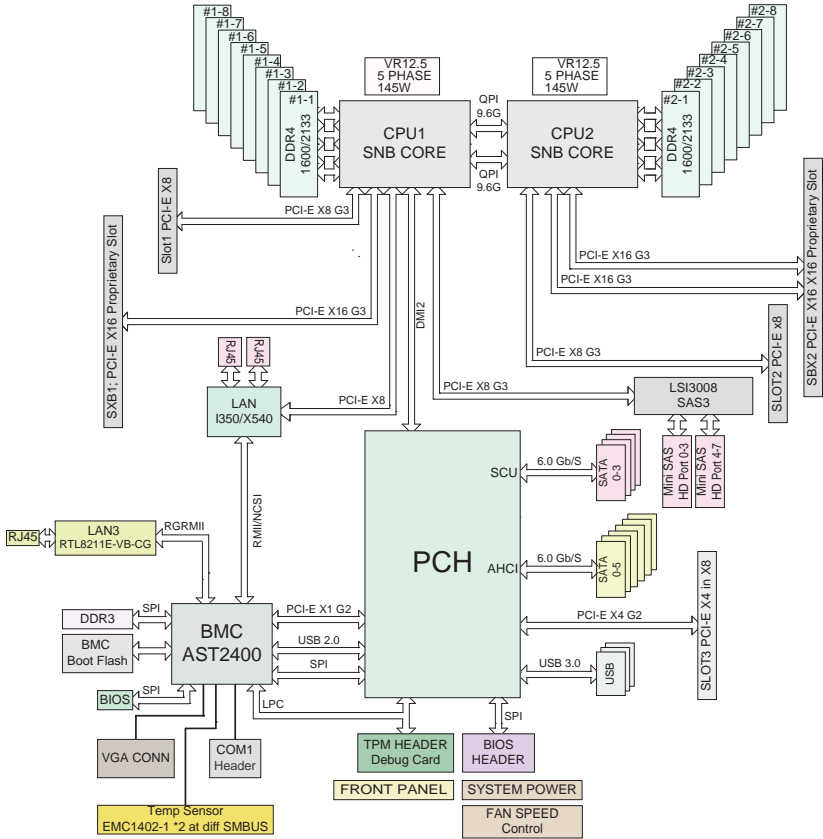 #1-8
#1-7
#1-6
#1-5
#1-4
#1-3
#1-2
#1-1
DDR4
1600/2133
VR12.5
5 PHASE
145W
CPU1
SNB CORE
QPI
9.6G
QPI
9.6G
VR12.5
5 PHASE
145W
CPU2
SNB CORE
#2-8
#2-7
#2-6
#2-5
#2-4
#2-3
#2-2
#2-1
DDR4
1600/2133
Slot1 PCI-E X8
PCI-E X8 G3
SXB1; PCI-E X16 Proprietary Slot
PCI-E X16 G3
DMI2
PCI-E X16 G3
PCI-E X16 G3
SBX2 PCI-E X16 X16 Proprietary Slot
PCI-E X8 G3
SLOT2 PCI-E x8
RJ45
RJ45
LAN
I350/X540
PCI-E X8
PCI-E X8 G3
LSI3008
SAS3
Mini SAS
HD Port 0-3
Mini SAS
HD Port 4-7
PCH
SCU
6.0 Gb/S
SATA
0-3
AHCI
6.0 Gb/S
SATA
0-5
RJ45
LAN3
RTL8211E-VB-CG
RGRMII
RMII/NCSI
PCI-E X4 G2
SLOT3 PCI-E X4 in X8
USB 3.0
USB
DDR3
SPI
BMC
Boot Flash
BMC
AST2400
PCI-E X1 G2
USB 2.0
SPI
BIOS
SPI
LPC
SPI
VGA CONN
COM1
Header
TPM HEADER
Debug Card
BIOS
HEADER
FRONT PANEL
SYSTEM POWER
Temp Sensor
EMC1402-1 *2 at diff SMBUS
FAN SPEED
Control